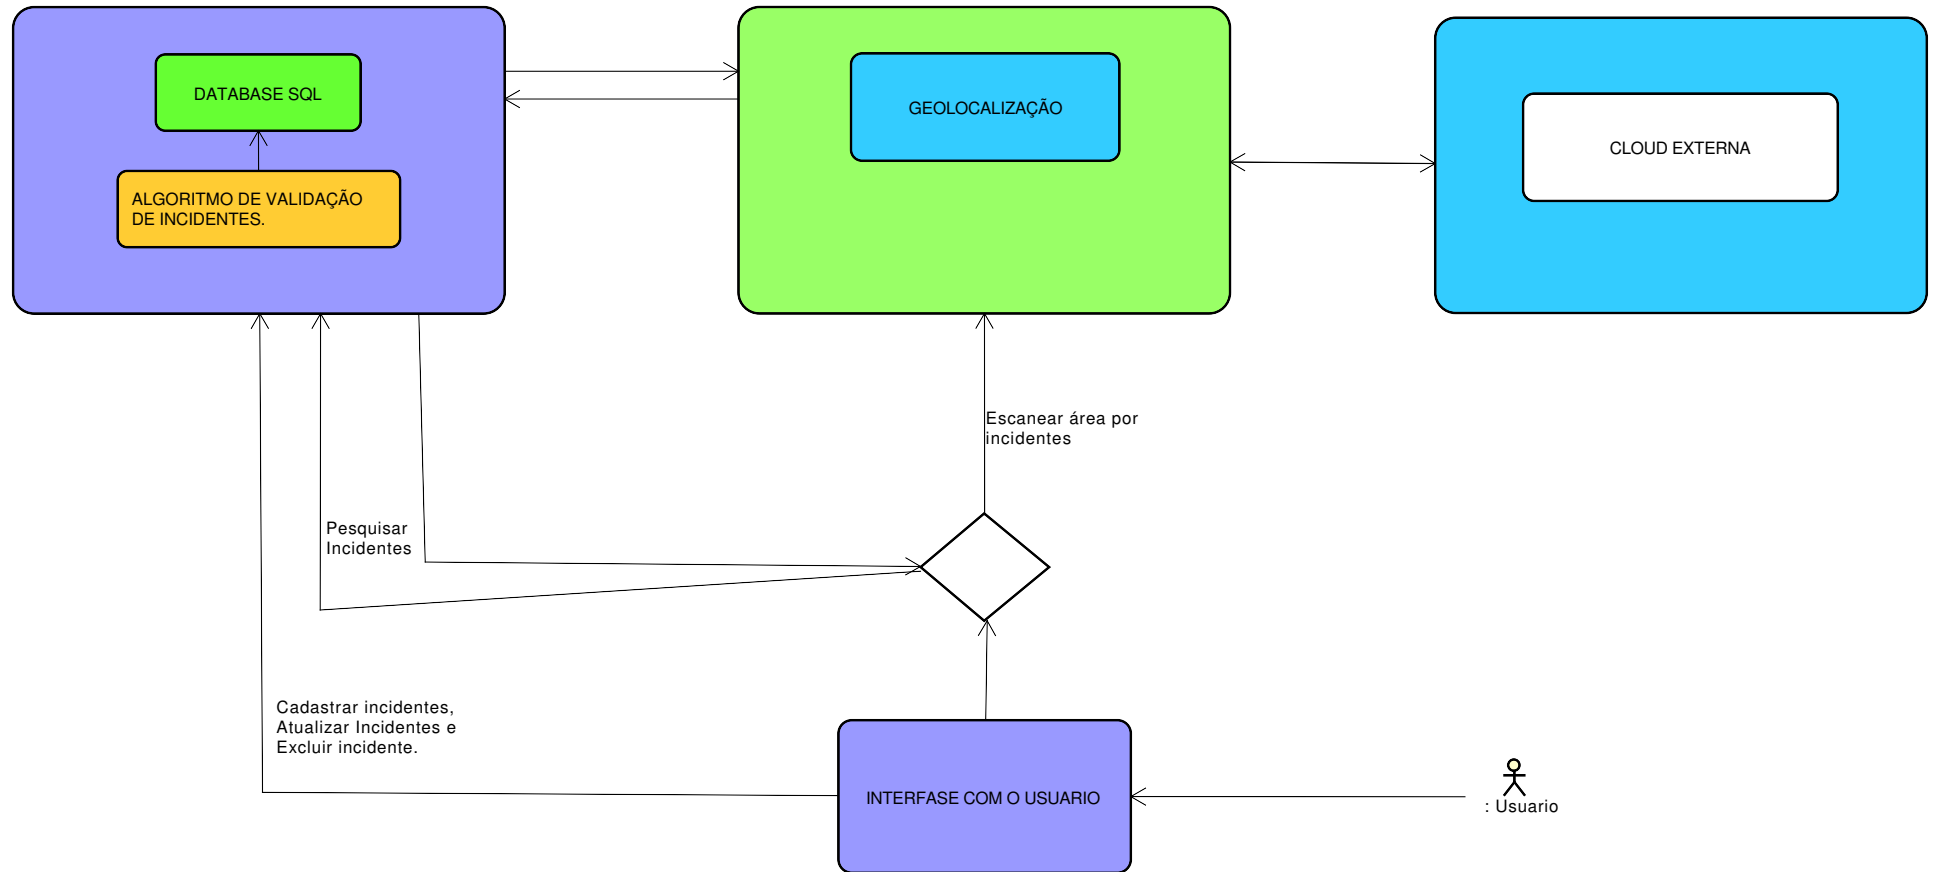 DATABASE SQL
ALGORITMO DE VALIDAÇÃO
DE INCIDENTES.
GEOLOCALIZAÇÃO
CLOUD EXTERNA
Escanear área por
incidentes
Pesquisar
Incidentes
Cadastrar incidentes,
Atualizar Incidentes e
Excluir incidente.
INTERFASE COM O USUARIO
: Usuario